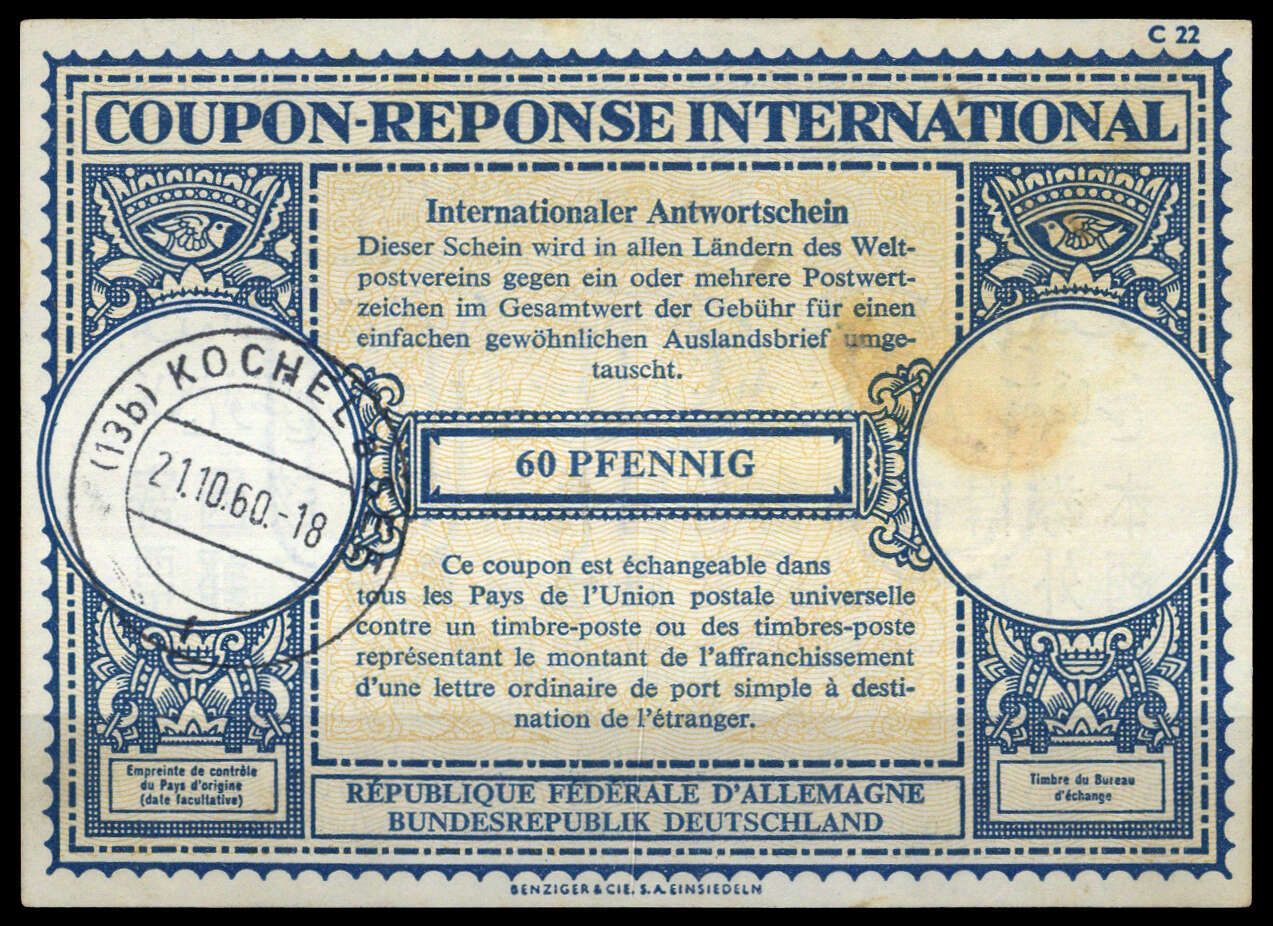 C 22
COUPON-REPONSE INTERNATIONAL
Internationaler Antwortschein
Dieser Schein wird in allen Ländern des Welt-
postvereins gegen ein oder mehrere Postwert-
zeichen im Gesamtwert der Gebühr für einen
einfachen gewöhnlichen Auslandsbrief umge-
tauscht.
(13b) KOCHEL
21.10.60.-18
60 PFENNIG
Ce coupon est échangeable dans
tous les Pays de l'Union postale universelle
contre un timbre-poste ou des timbres-poste
représentant le montant de l'affranchissement
d'une lettre ordinaire de port simple à desti-
nation de l'étranger.
Empreinte de contrôle
du Pays d'origine
(date facultative)
Timbre du Bureau
d'échange
RÉPUBLIQUE FÉDÉRALE D'ALLEMAGNE
BUNDESREPUBLIK DEUTSCHLAND
BENZIGER & CIE. S.A. EINSIEDELN